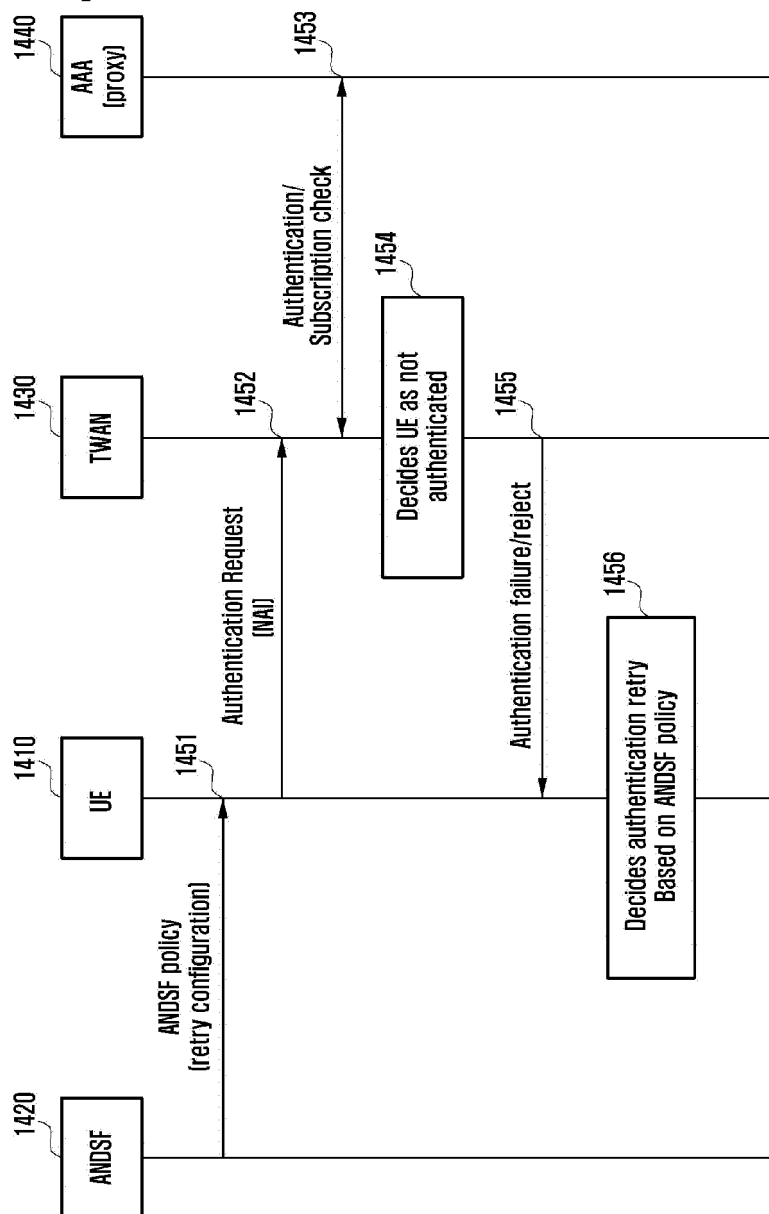 1420
ANDSF
1410
UE
1430
TWAN
1440
AAA
(proxy)
ANDSF policy
(retry configuration)
1451
Authentication Request
(NAI)
1452
Authentication/
Subscription check
1453
1454
Decides UE as not
authenticated
Authentication failure/reject
1455
1456
Decides authentication retry
Based on ANDSF policy